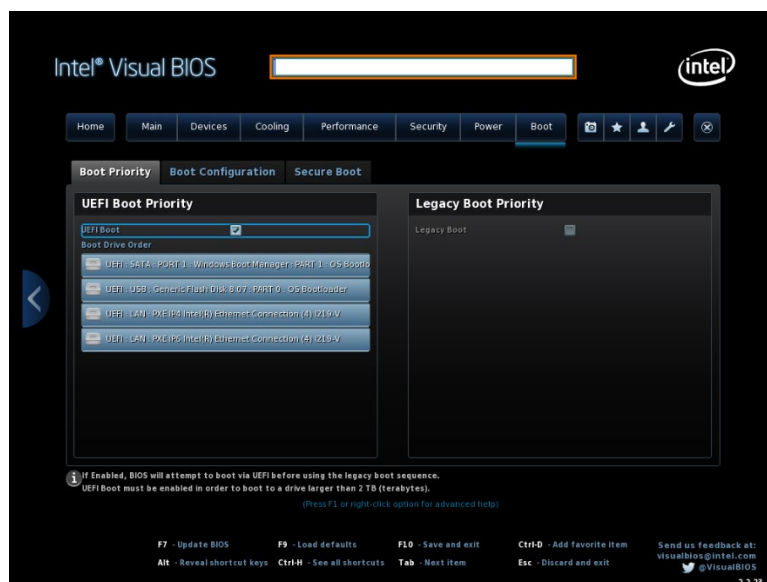 Intel® Visual BIOS
intel
Home Main Devices Cooling Performance Security Power Boot
Boot Priority Boot Configuration Secure Boot
UEFI Boot Priority
UEFI Boot
Boot Drive Order
UEFI : SATA : PORT 1 : Windows Boot Manager : PART 1 : OS Bootlo
UEFI : USB : Generic Flash Disk 8.07 : PART 0 : OS Bootloader
UEFI : LAN : PXE IP4 Intel(R) Ethernet Connection (4) I219-V
UEFI : LAN : PXE IP6 Intel(R) Ethernet Connection (4) I219-V
Legacy Boot Priority
Legacy Boot
If Enabled, BIOS will attempt to boot via UEFI before using the legacy boot sequence.
UEFI Boot must be enabled in order to boot to a drive larger than 2 TB (terabytes).
(Press F1 or right-click option for advanced help)
F7 - Update BIOS F9 - Load defaults F10 - Save and exit Ctrl-D - Add favorite item
Alt - Reveal shortcut keys Ctrl-H - See all shortcuts Tab - Next item Esc - Discard and exit
Send us feedback at:
visualbios@intel.com
@VisualBIOS